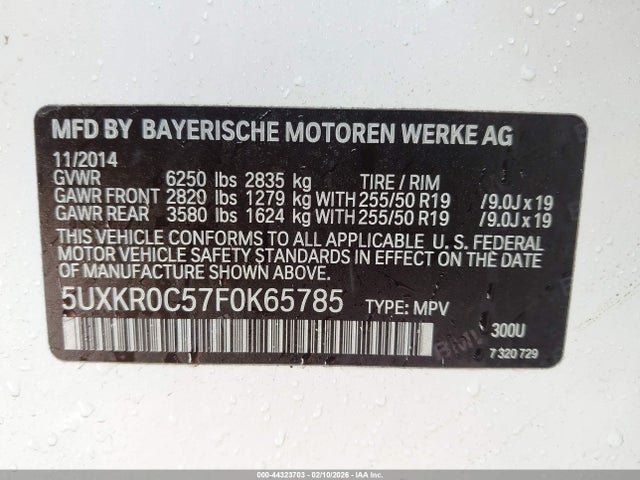 MFD BY BAYERISCHE MOTOREN WERKE AG
11/2014
GVWR 6250 lbs 2835 kg TIRE / RIM
GAWR FRONT 2820 lbs 1279 kg WITH 255/50 R19 /9.0J x 19
GAWR REAR 3580 lbs 1624 kg WITH 255/50 R19 /9.0J x 19
THIS VEHICLE CONFORMS TO ALL APPLICABLE U. S. FEDERAL
MOTOR VEHICLE SAFETY STANDARDS IN EFFECT ON THE DATE
OF MANUFACTURE SHOWN ABOVE.
5UXKR0C57F0K65785 TYPE: MPV
300U
BMW
7 320 729
000-44323703 - 02/10/2026 - IAA Inc.